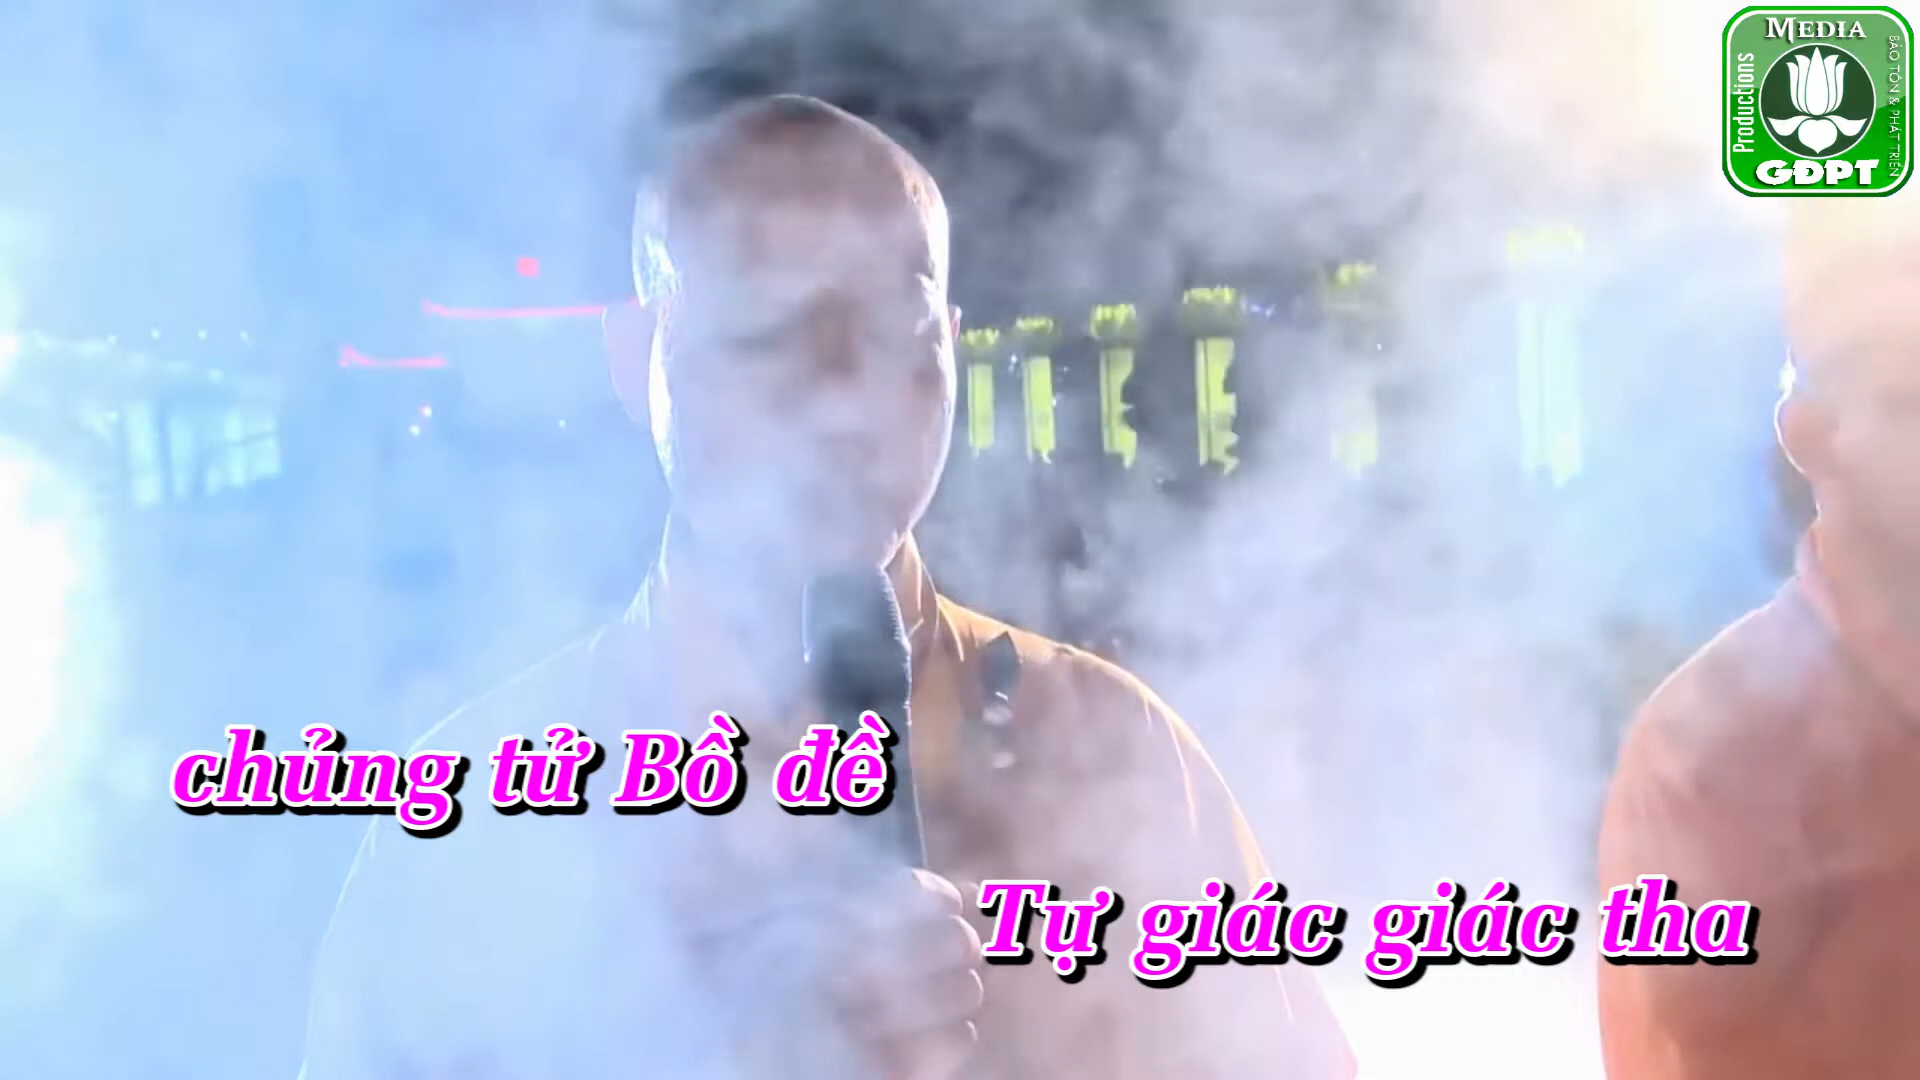 MEDIA
Productions
BẢO TỒN & PHÁT TRIỂN
GĐPT
chủng tử Bồ đề
Tự giác giác tha